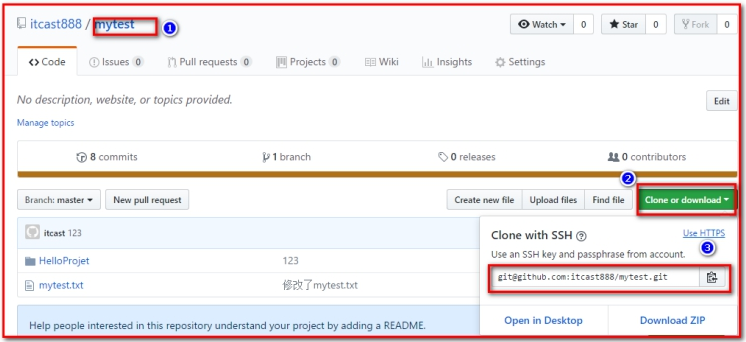 itcast888 / mytest 1 Watch 0 Star 0 Fork 0
Code Issues 0 Pull requests 0 Projects 0 Wiki Insights Settings
No description, website, or topics provided. Edit
Manage topics
8 commits 1 branch 0 releases 0 contributors
2
Branch: master New pull request Create new file Upload files Find file Clone or download
itcast 123
Clone with SSH ? Use HTTPS
3
Use an SSH key and passphrase from account.
HelloProjet 123
git@github.com:itcast888/mytest.git
mytest.txt 修改了mytest.txt
Help people interested in this repository understand your project by adding a README.
Open in Desktop Download ZIP